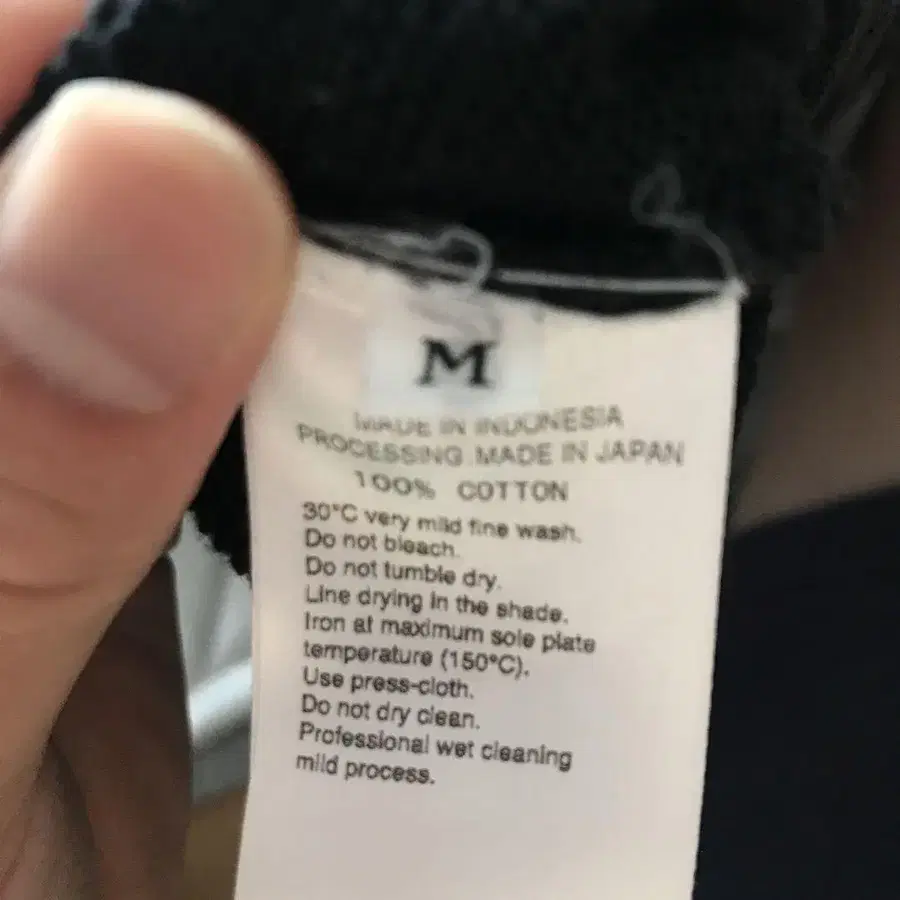 M
MADE IN INDONESIA
PROCESSING MADE IN JAPAN
100% COTTON
30°C very mild fine wash.
Do not bleach.
Do not tumble dry.
Line drying in the shade.
Iron at maximum sole plate
temperature (150°C).
Use press-cloth.
Do not dry clean.
Professional wet cleaning
mild process.